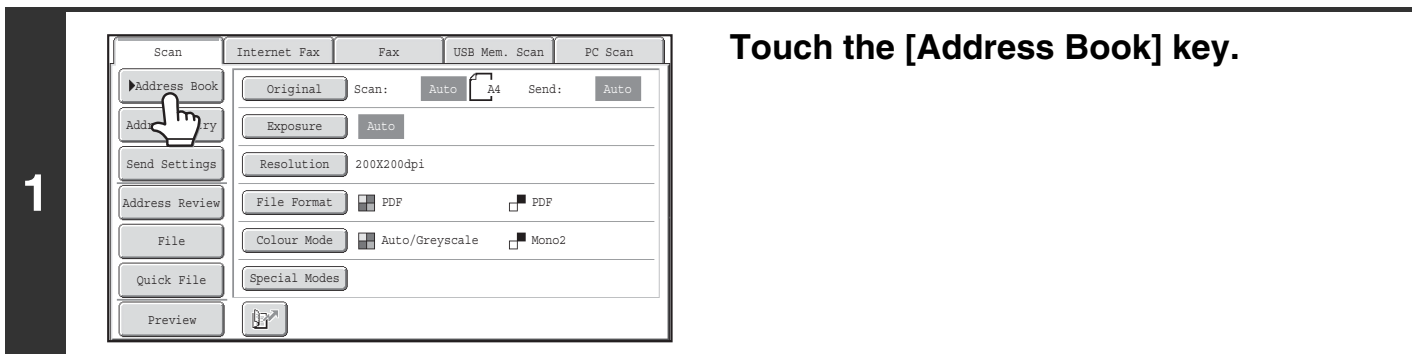 1
Touch the [Address Book] key.
Scan Internet Fax Fax USB Mem. Scan PC Scan
Address Book Original Scan: Auto A4 Send: Auto
Exposure Auto
Send Settings Resolution 200X200dpi
Address Review File Format PDF PDF
File Colour Mode Auto/Greyscale Mono2
Quick File Special Modes
Preview